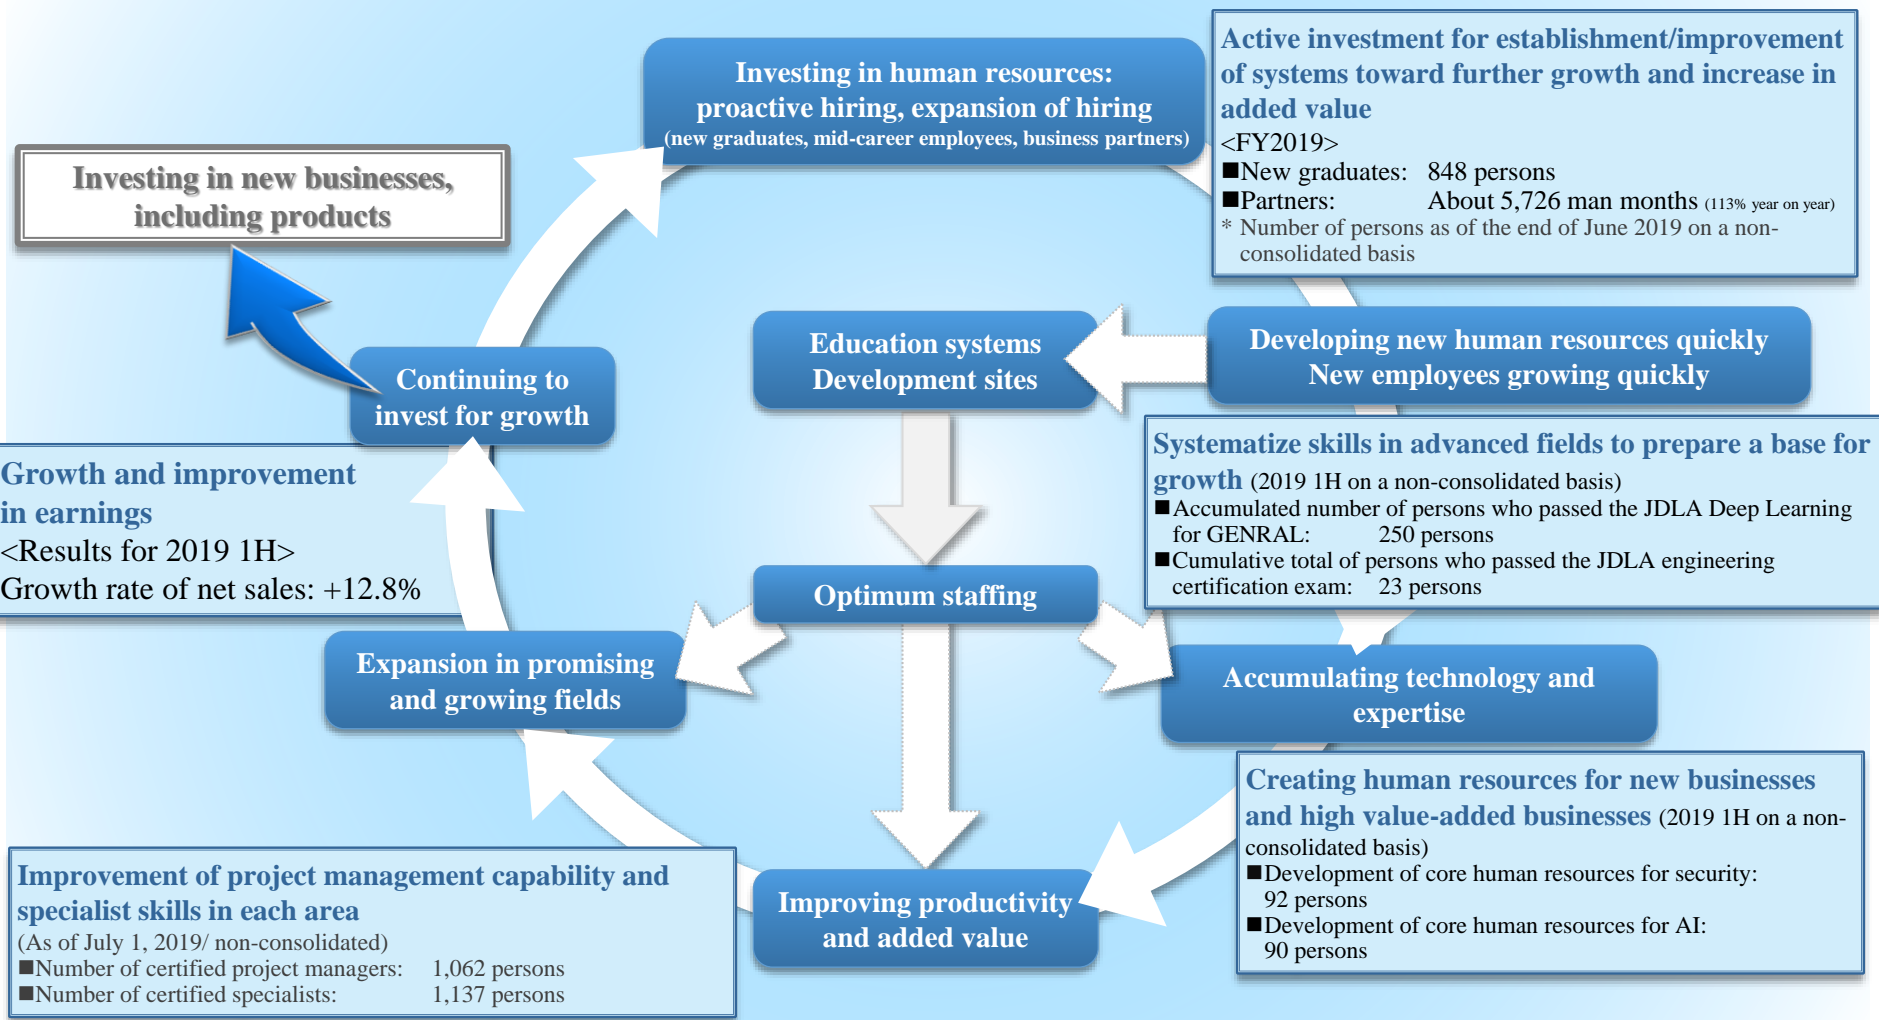 Investing in human resources:
proactive hiring, expansion of hiring
(new graduates, mid-career employees, business partners)
Active investment for establishment/improvement
of systems toward further growth and increase in
added value
<FY2019>
■New graduates: 848 persons
■Partners: About 5,726 man months (113% year on year)
* Number of persons as of the end of June 2019 on a non-
consolidated basis
Investing in new businesses,
including products
Education systems
Development sites
Developing new human resources quickly
New employees growing quickly
Continuing to
invest for growth
Systematize skills in advanced fields to prepare a base for
growth (2019 1H on a non-consolidated basis)
■Accumulated number of persons who passed the JDLA Deep Learning
for GENRAL: 250 persons
■Cumulative total of persons who passed the JDLA engineering
certification exam: 23 persons
Growth and improvement
in earnings
<Results for 2019 1H>
Growth rate of net sales: +12.8%
Optimum staffing
Expansion in promising
and growing fields
Accumulating technology and
expertise
Creating human resources for new businesses
and high value-added businesses (2019 1H on a non-
consolidated basis)
■Development of core human resources for security:
92 persons
■Development of core human resources for AI:
90 persons
Improving productivity
and added value
Improvement of project management capability and
specialist skills in each area
(As of July 1, 2019/ non-consolidated)
■Number of certified project managers: 1,062 persons
■Number of certified specialists: 1,137 persons